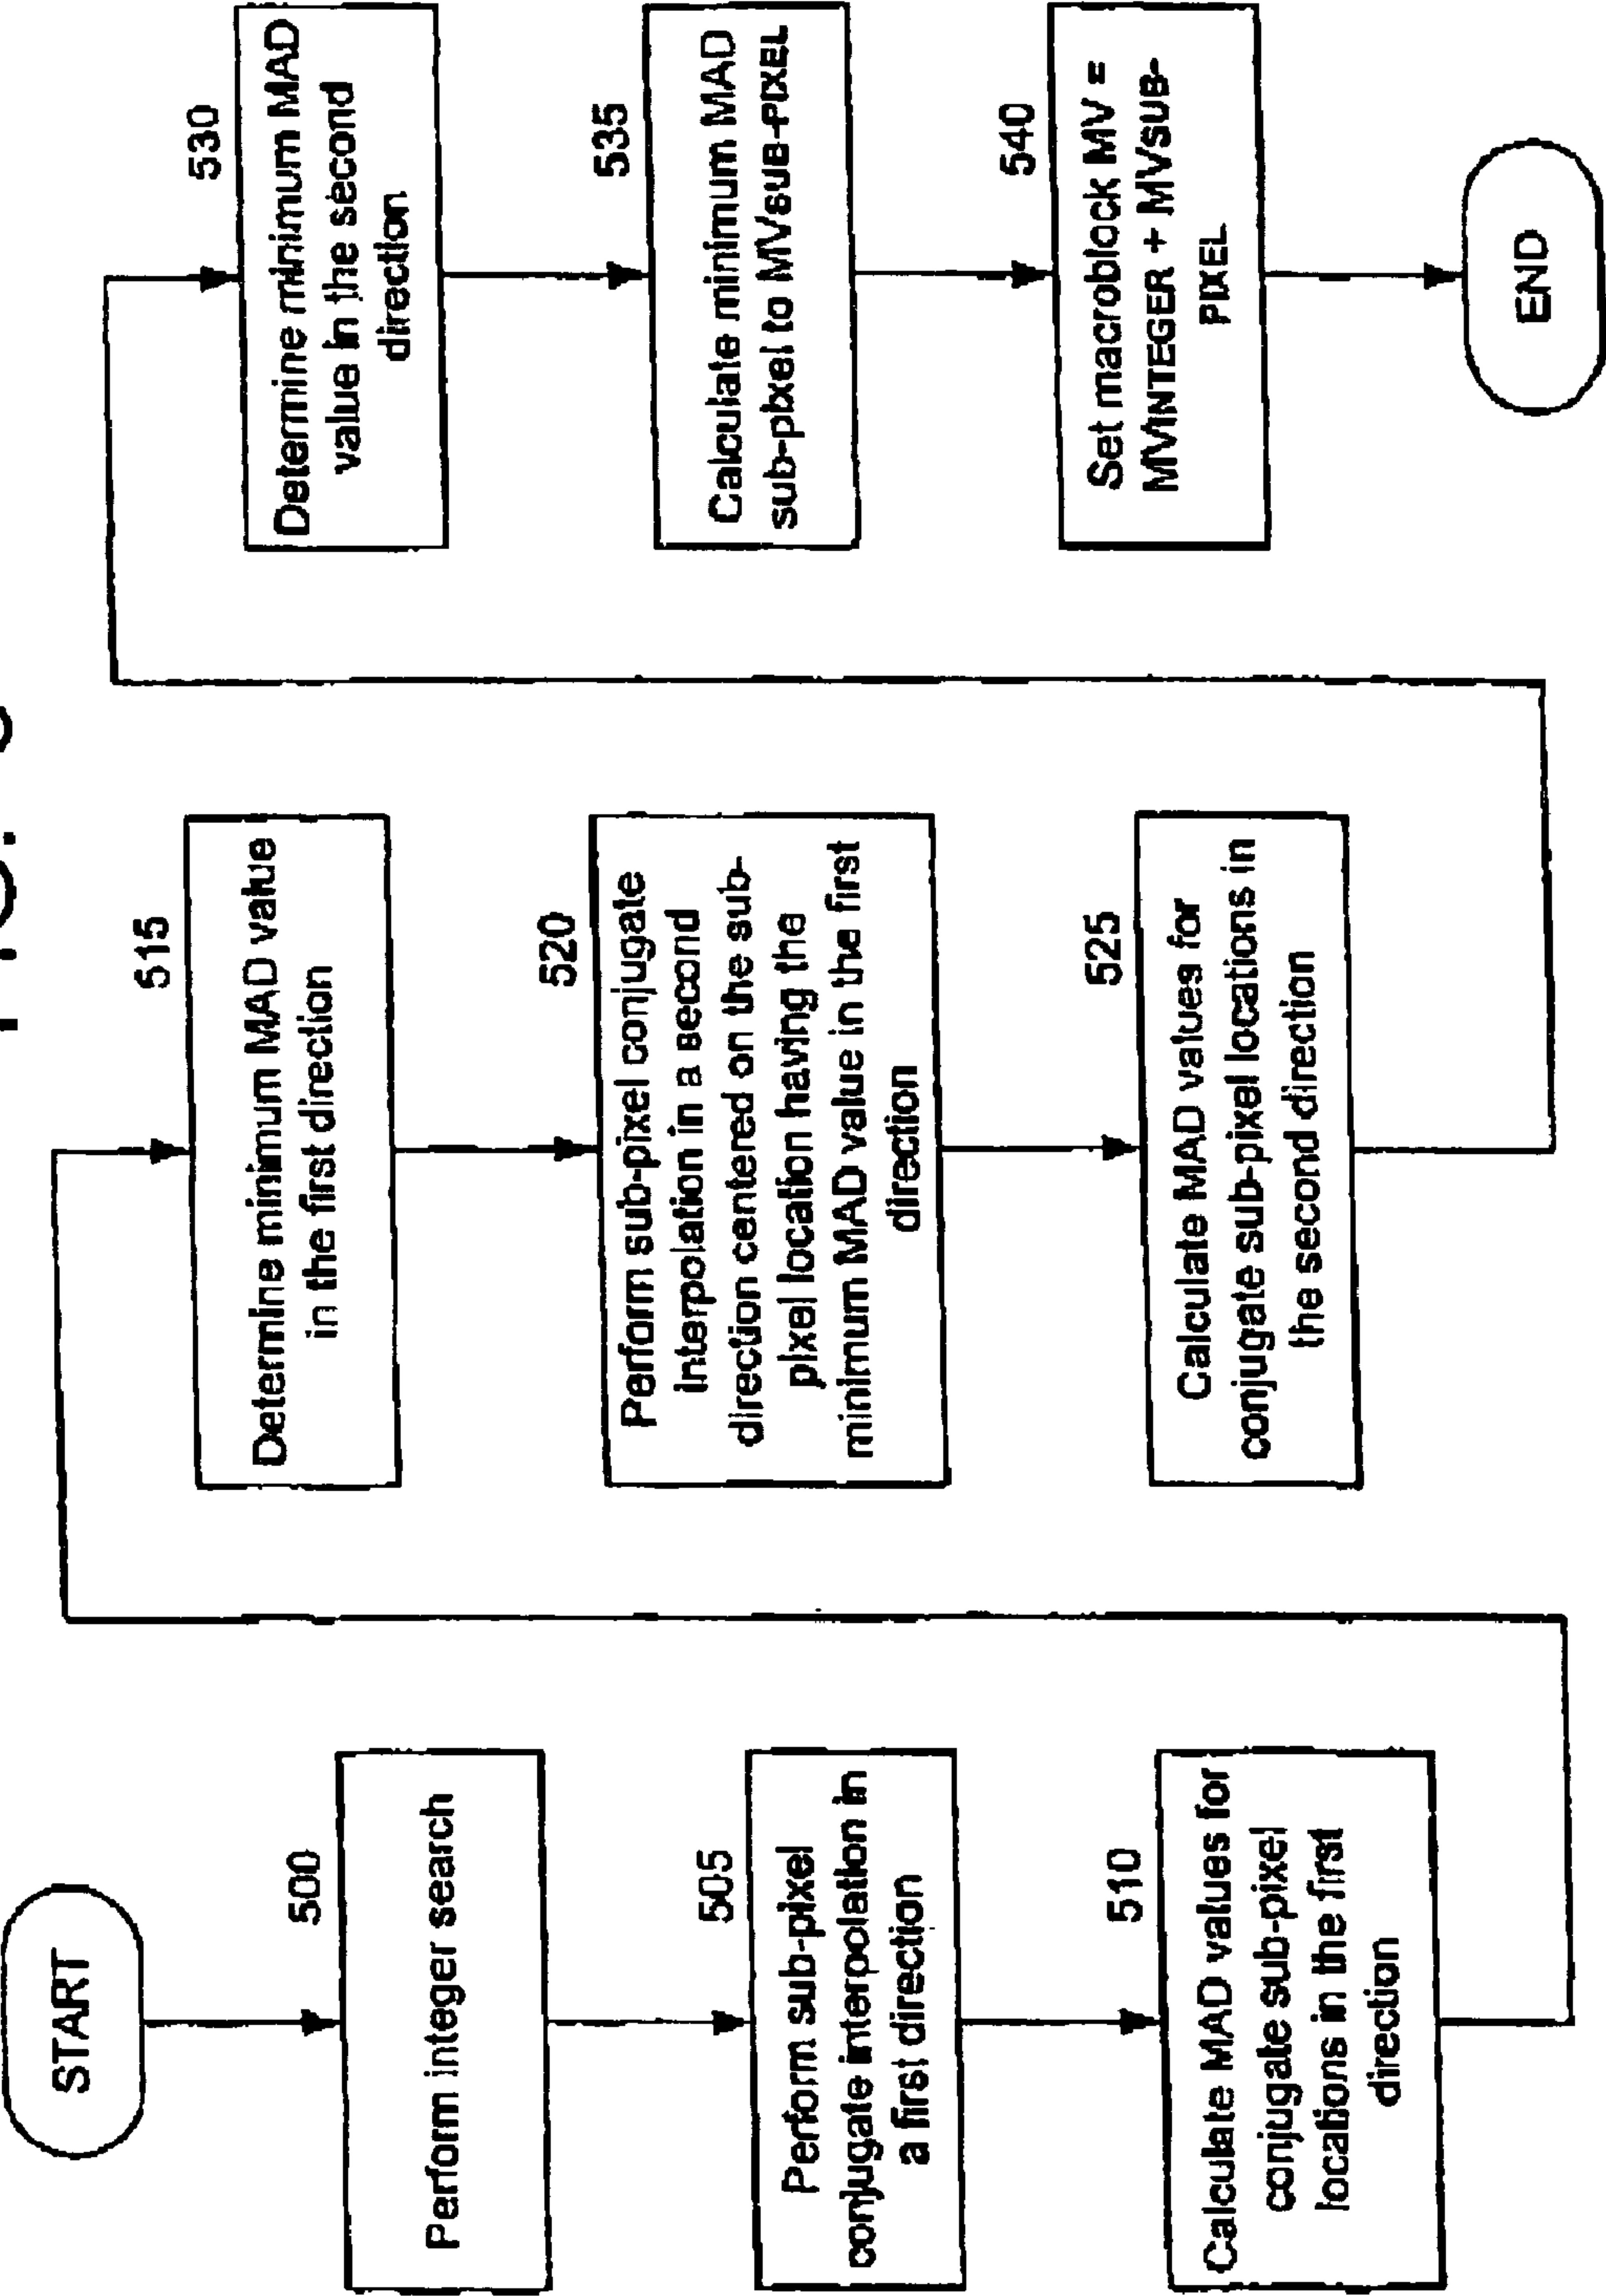 START
500
Perform integer search
505
Perform sub-pixel
conjugate interpolation in
a first direction
510
Calculate MAD values for
conjugate sub-pixel
locations in the first
direction
515
Determine minimum MAD value
in the first direction
520
Perform sub-pixel conjugate
interpolation in a second
direction centered on the sub-
pixel location having the
minimum MAD value in the first
direction
525
Calculate MAD values for
conjugate sub-pixel locations in
the second direction
530
Determine minimum MAD
value in the second
direction
535
Calculate minimum MAD
sub-pixel to MVSUB-PIXEL
540
Set macroblock MV =
MVINTEGER + MVSUB-
PIXEL
END